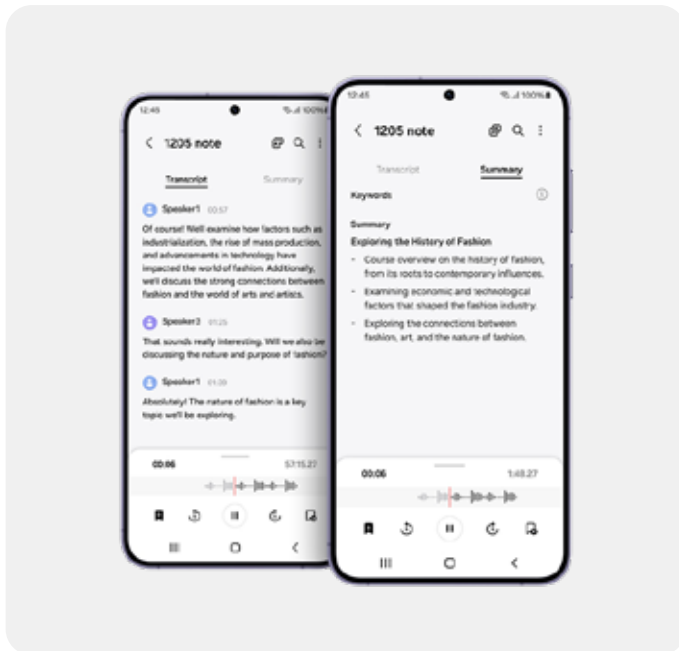 12:45
100%
1205 note
Transcript
Summary
Speaker1 00:57
Of course! We'll examine how factors such as
industrialization, the rise of mass production,
and advancements in technology have
impacted the world of fashion. Additionally,
we'll discuss the strong connections between
fashion and the world of arts and artists.
Speaker2 01:25
That sounds really interesting. Will we also be
discussing the nature and purpose of fashion?
Speaker1
Absolutely! The nature of fashion is a key
topic we'll be exploring.
00:06
57:15.27
12:45
100%
1205 note
Transcript
Summary
Keywords
Summary
Exploring the History of Fashion
- Course overview on the history of fashion,
from its roots to contemporary influences.
- Examining economic and technological
factors that shaped the fashion industry.
- Exploring the connections between
fashion, art, and the nature of fashion.
00:06
1:48.27